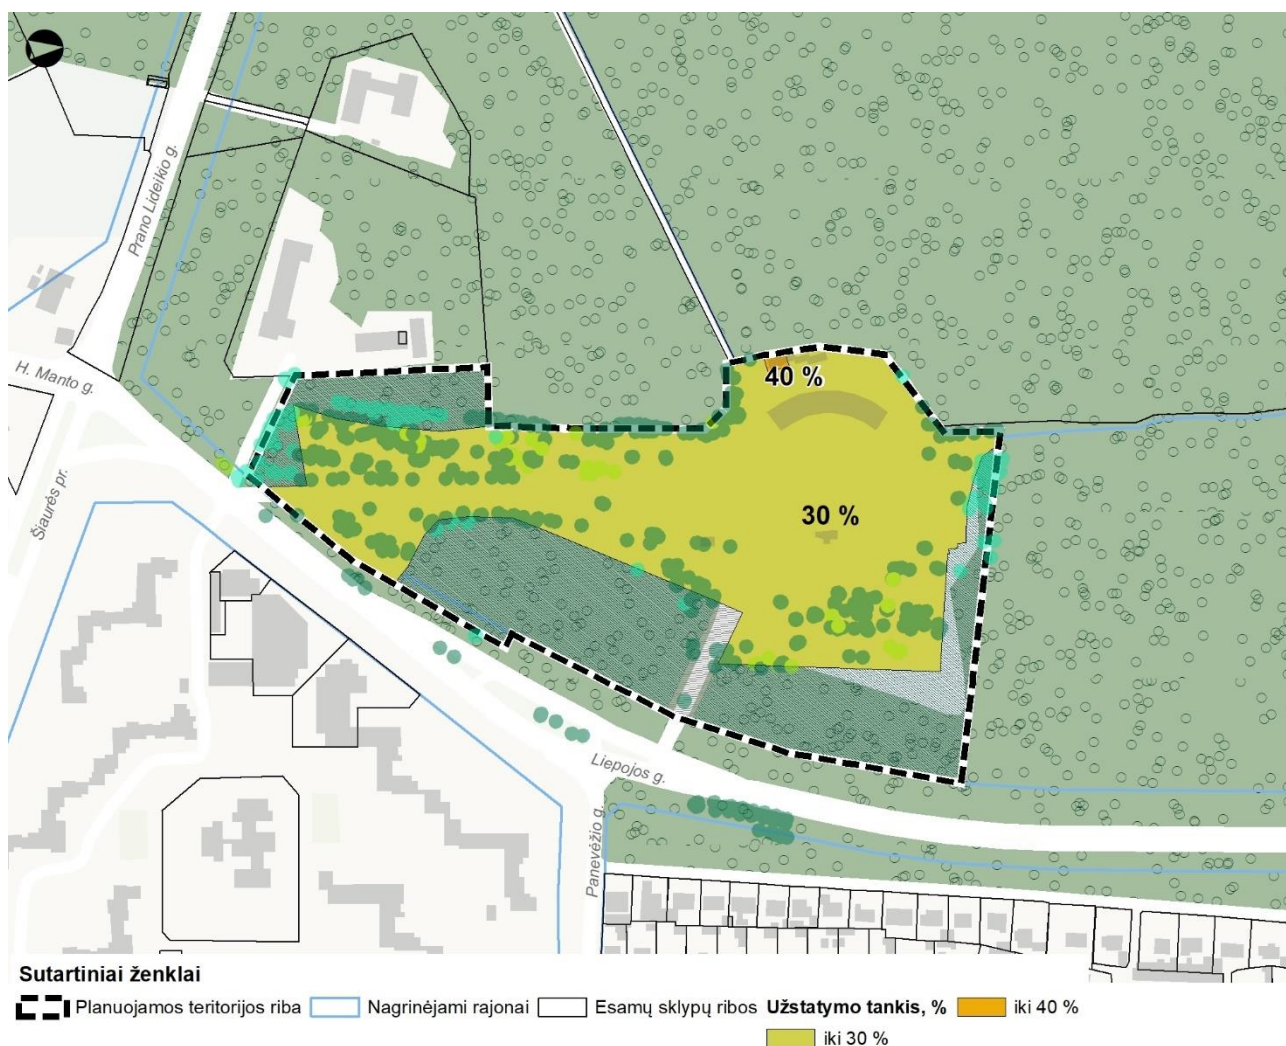 Prano Lideikio g.
H. Manto g.
Šiaurės pr.
40 %
30 %
Liepojos g.
Panevėžio g.
Sutartiniai ženklai
Planuojamos teritorijos riba Nagrinėjami rajonai Esamų sklypų ribos Užstatymo tankis, % iki 40 %
iki 30 %